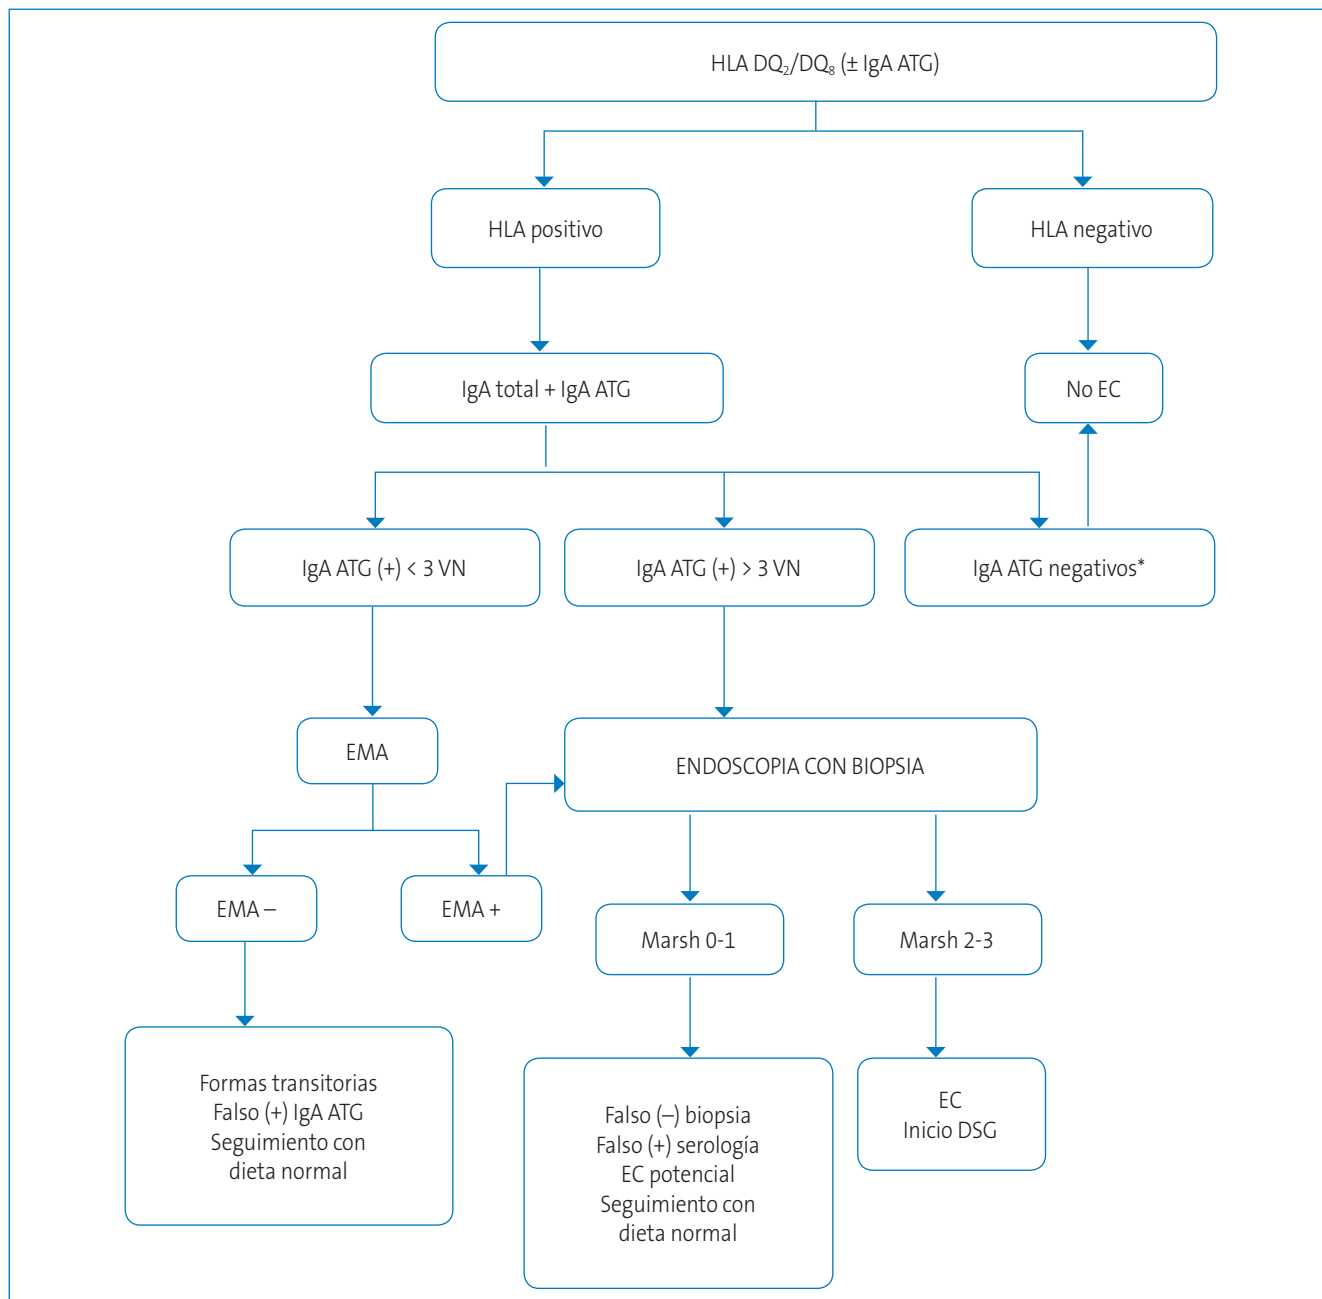 HLA DQ₂/DQ₈ (± IgA ATG)
HLA positivo
HLA negativo
IgA total + IgA ATG
No EC
IgA ATG (+) < 3 VN
IgA ATG (+) > 3 VN
IgA ATG negativos*
EMA
ENDOSCOPIA CON BIOPSIA
EMA –
EMA +
Marsh 0-1
Marsh 2-3
Formas transitorias
Falso (+) IgA ATG
Seguimiento con
dieta normal
Falso (–) biopsia
Falso (+) serología
EC potencial
Seguimiento con
dieta normal
EC
Inicio DSG